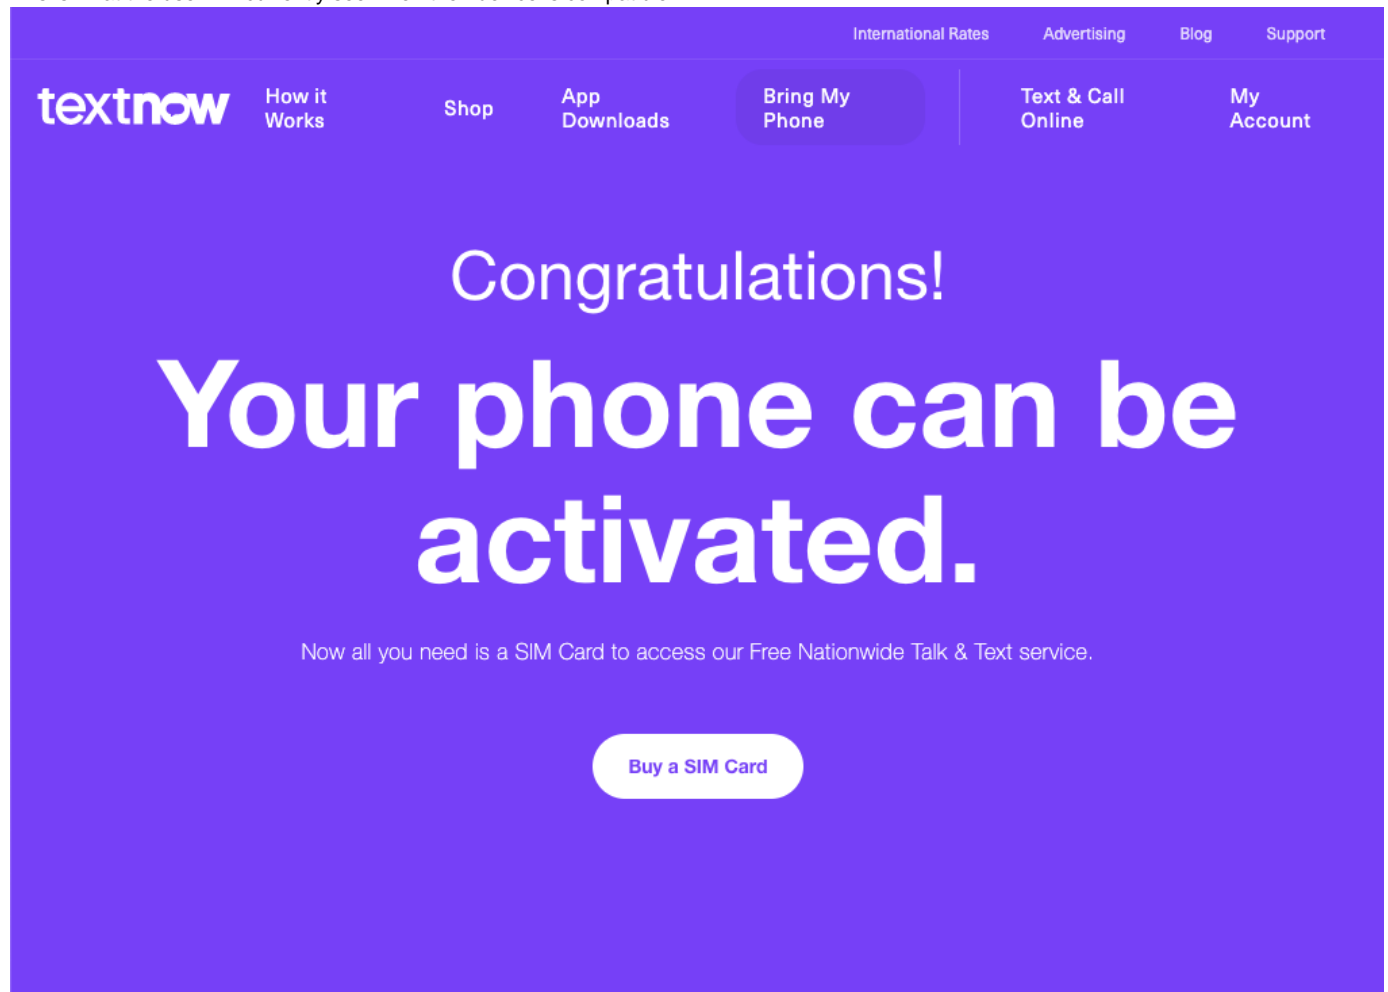 International Rates Advertising Blog Support
textnow
How it Works
Shop
App Downloads
Bring My Phone
Text & Call Online
My Account
Congratulations!
Your phone can be
activated.
Now all you need is a SIM Card to access our Free Nationwide Talk & Text service.
Buy a SIM Card